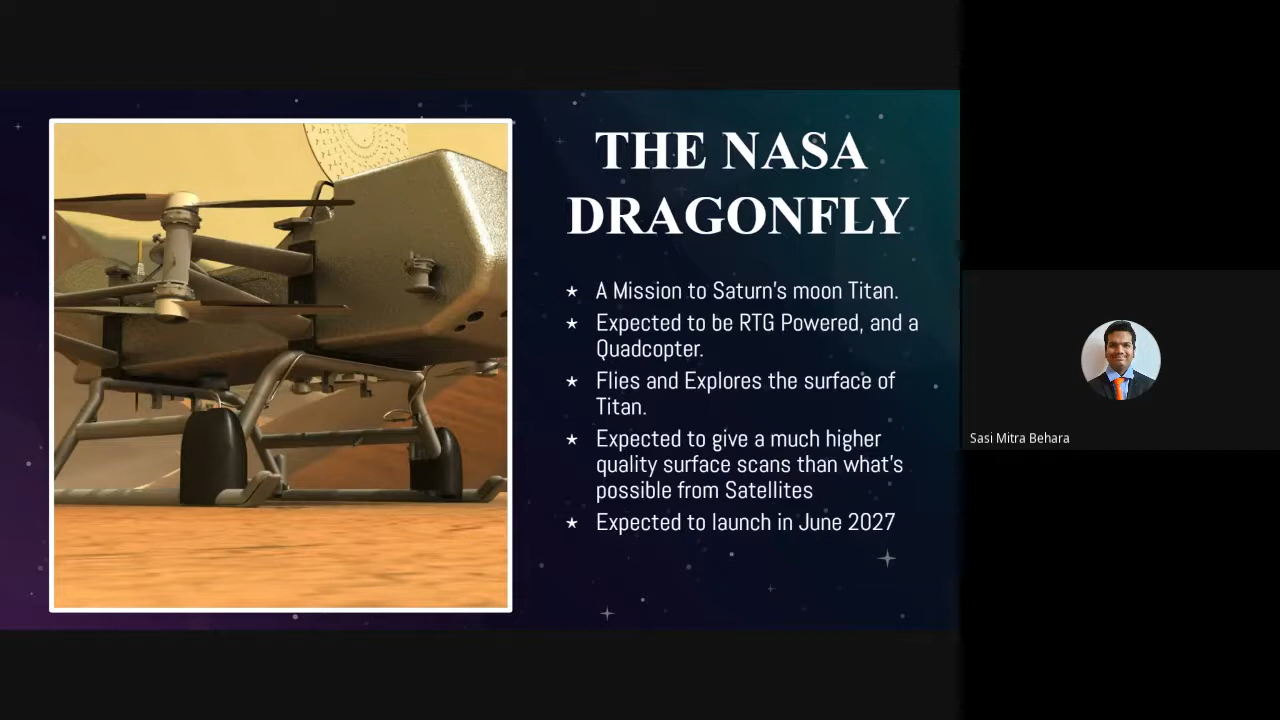 THE NASA
DRAGONFLY
★ A Mission to Saturn's moon Titan.
★ Expected to be RTG Powered, and a
Quadcopter.
★ Flies and Explores the surface of
Titan.
★ Expected to give a much higher
quality surface scans than what's
possible from Satellites
★ Expected to launch in June 2027
Sasi Mitra Behara